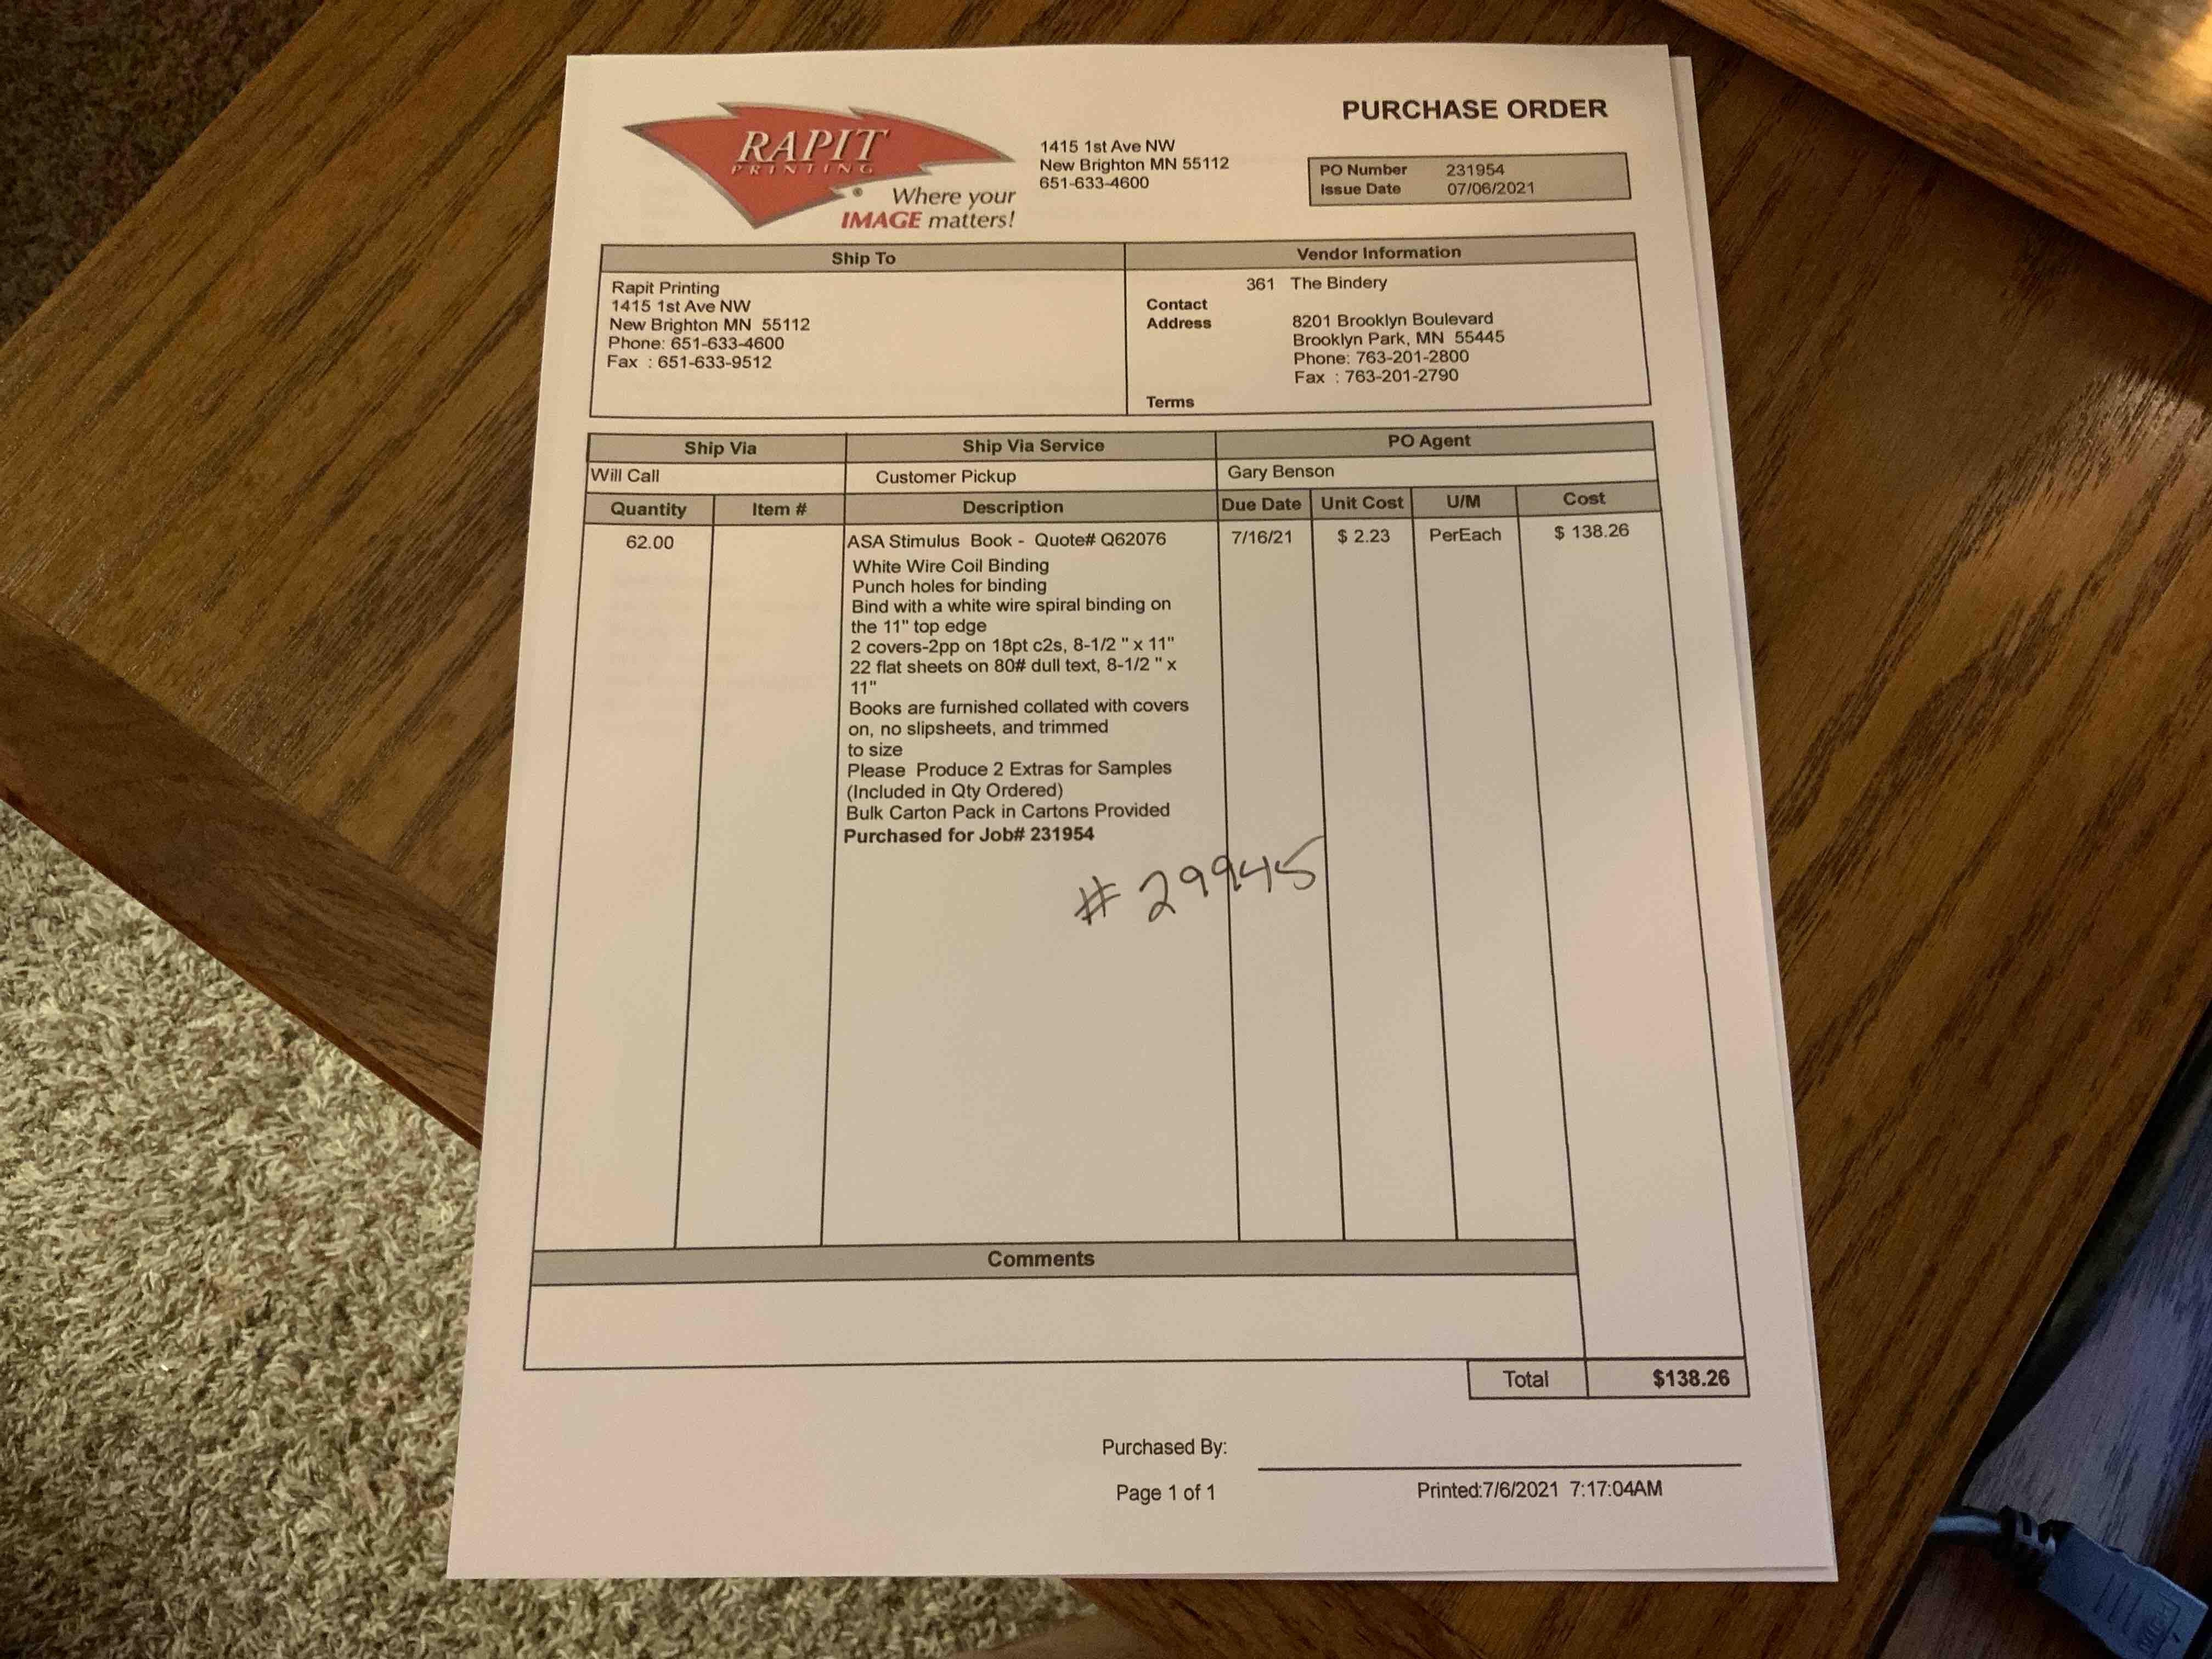 RAPIT
PRINTING
®
Where your
IMAGE matters!
1415 1st Ave NW
New Brighton MN 55112
651-633-4600
PURCHASE ORDER
PO Number 231954
Issue Date 07/06/2021
Ship To
Rapit Printing
1415 1st Ave NW
New Brighton MN 55112
Phone: 651-633-4600
Fax : 651-633-9512
Vendor Information
361 The Bindery
Contact
Address 8201 Brooklyn Boulevard
Brooklyn Park, MN 55445
Phone: 763-201-2800
Fax : 763-201-2790
Terms
Ship Via Ship Via Service PO Agent
Will Call Customer Pickup Gary Benson
Quantity Item # Description Due Date Unit Cost U/M Cost
62.00 ASA Stimulus Book - Quote# Q62076 7/16/21 $ 2.23 PerEach $ 138.26
White Wire Coil Binding
Punch holes for binding
Bind with a white wire spiral binding on
the 11" top edge
2 covers-2pp on 18pt c2s, 8-1/2 " x 11"
22 flat sheets on 80# dull text, 8-1/2 " x
11"
Books are furnished collated with covers
on, no slipsheets, and trimmed
to size
Please Produce 2 Extras for Samples
(Included in Qty Ordered)
Bulk Carton Pack in Cartons Provided
Purchased for Job# 231954
# 29945
Comments
Total $138.26
Purchased By:
Page 1 of 1 Printed:7/6/2021 7:17:04AM